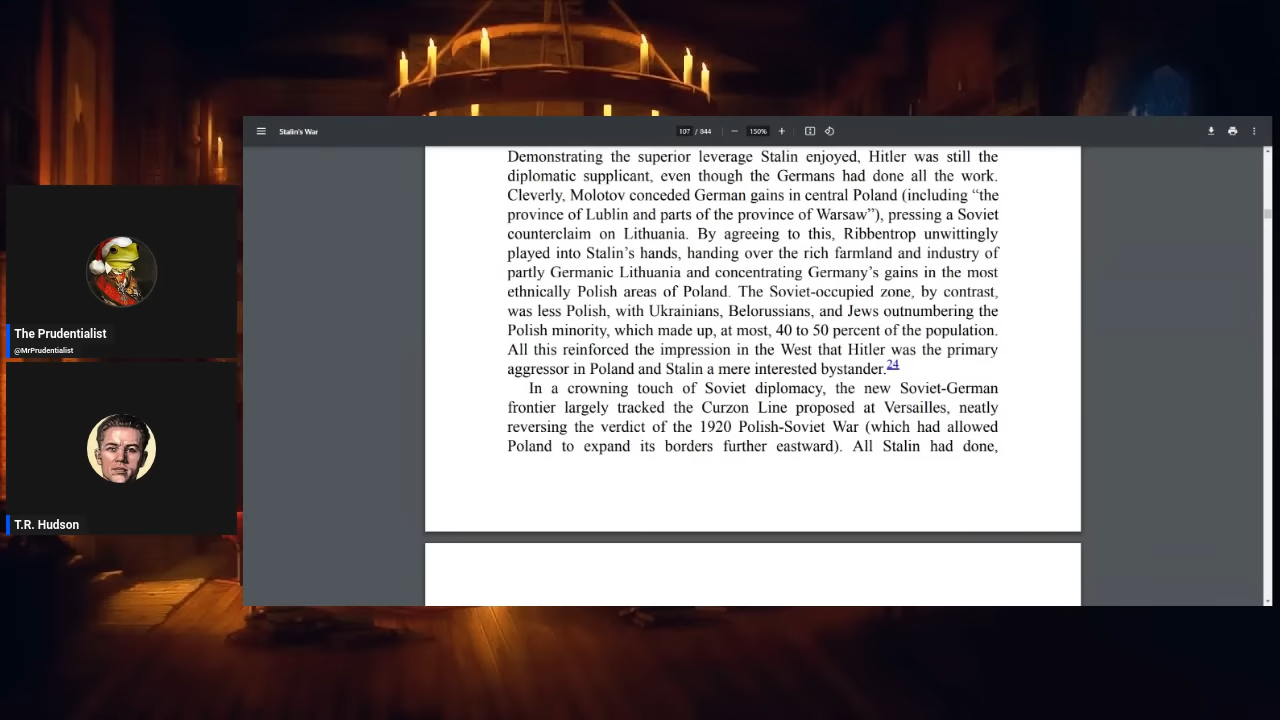 Stalin's War
107 / 844
150%
Demonstrating the superior leverage Stalin enjoyed, Hitler was still the
diplomatic supplicant, even though the Germans had done all the work.
Cleverly, Molotov conceded German gains in central Poland (including “the
province of Lublin and parts of the province of Warsaw”), pressing a Soviet
counterclaim on Lithuania. By agreeing to this, Ribbentrop unwittingly
played into Stalin’s hands, handing over the rich farmland and industry of
partly Germanic Lithuania and concentrating Germany’s gains in the most
ethnically Polish areas of Poland. The Soviet-occupied zone, by contrast,
was less Polish, with Ukrainians, Belorussians, and Jews outnumbering the
Polish minority, which made up, at most, 40 to 50 percent of the population.
All this reinforced the impression in the West that Hitler was the primary
aggressor in Poland and Stalin a mere interested bystander.24
In a crowning touch of Soviet diplomacy, the new Soviet-German
frontier largely tracked the Curzon Line proposed at Versailles, neatly
reversing the verdict of the 1920 Polish-Soviet War (which had allowed
Poland to expand its borders further eastward). All Stalin had done,
The Prudentialist
@MrPrudentialist
T.R. Hudson